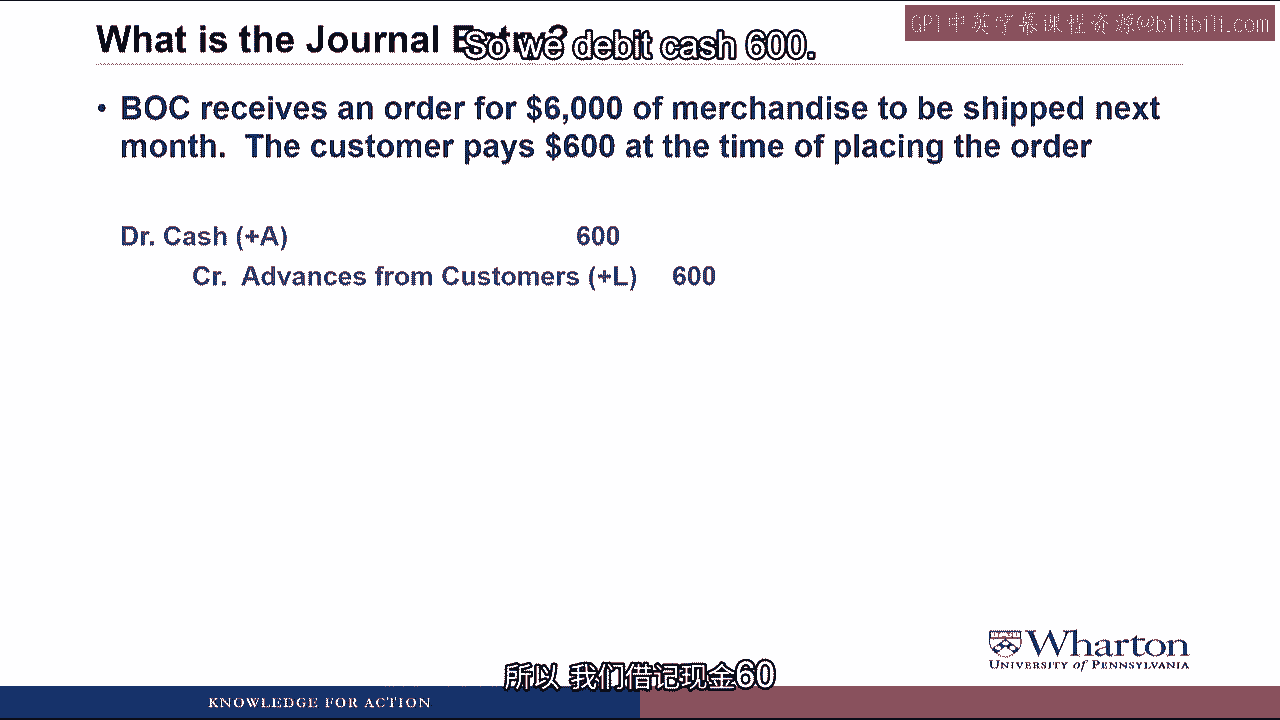 What is the Journal Entry?
So we debit cash 600.
GPT中英字幕课程资源@bilibili.com
• BOC receives an order for $6,000 of merchandise to be shipped next
month. The customer pays $600 at the time of placing the order
Dr. Cash (+A) 600
Cr. Advances from Customers (+L) 600
Wharton
UNIVERSITY of PENNSYLVANIA
所以 我们借记现金60
KNOWLEDGE FOR ACTION